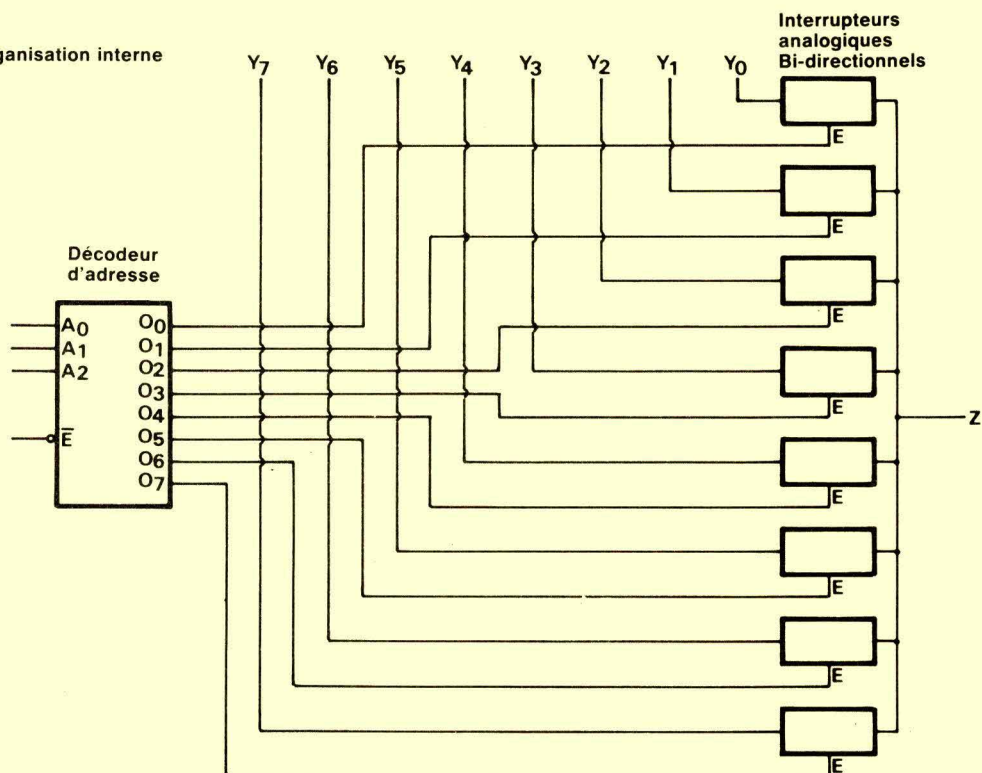 ganisation interne
Interrupteurs
analogiques
Bi-directionnels
Y7 Y6 Y5 Y4 Y3 Y2 Y1 Y0
E
E
Décodeur
d'adresse
E
A0 O0
A1 O1
A2 O2
O3
E
O4
Z
E̅ O5
O6
O7
E
E
E
E